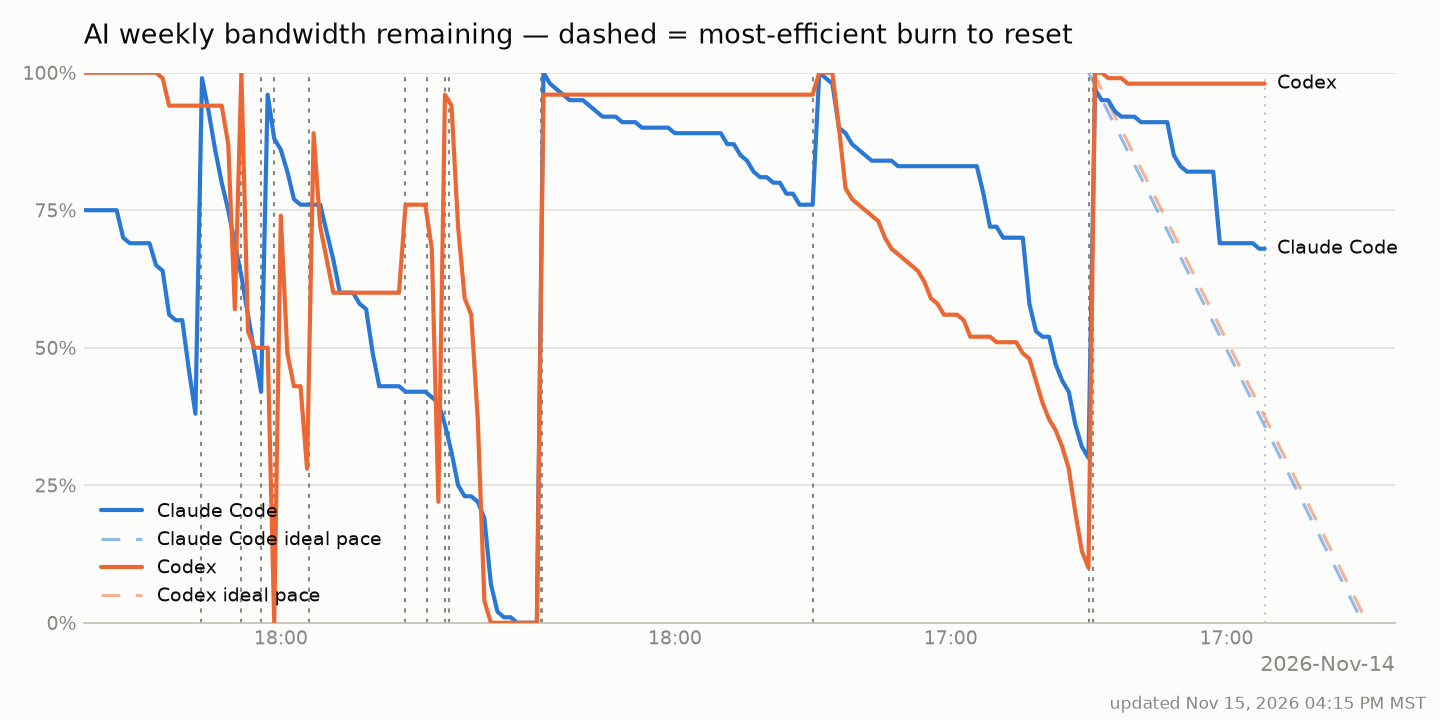 AI weekly bandwidth remaining — dashed = most-efficient burn to reset
100%
75%
50%
25%
0%
Codex
Claude Code
Claude Code
Claude Code ideal pace
Codex
Codex ideal pace
18:00 18:00 17:00 17:00
2026-Nov-14
updated Nov 15, 2026 04:15 PM MST